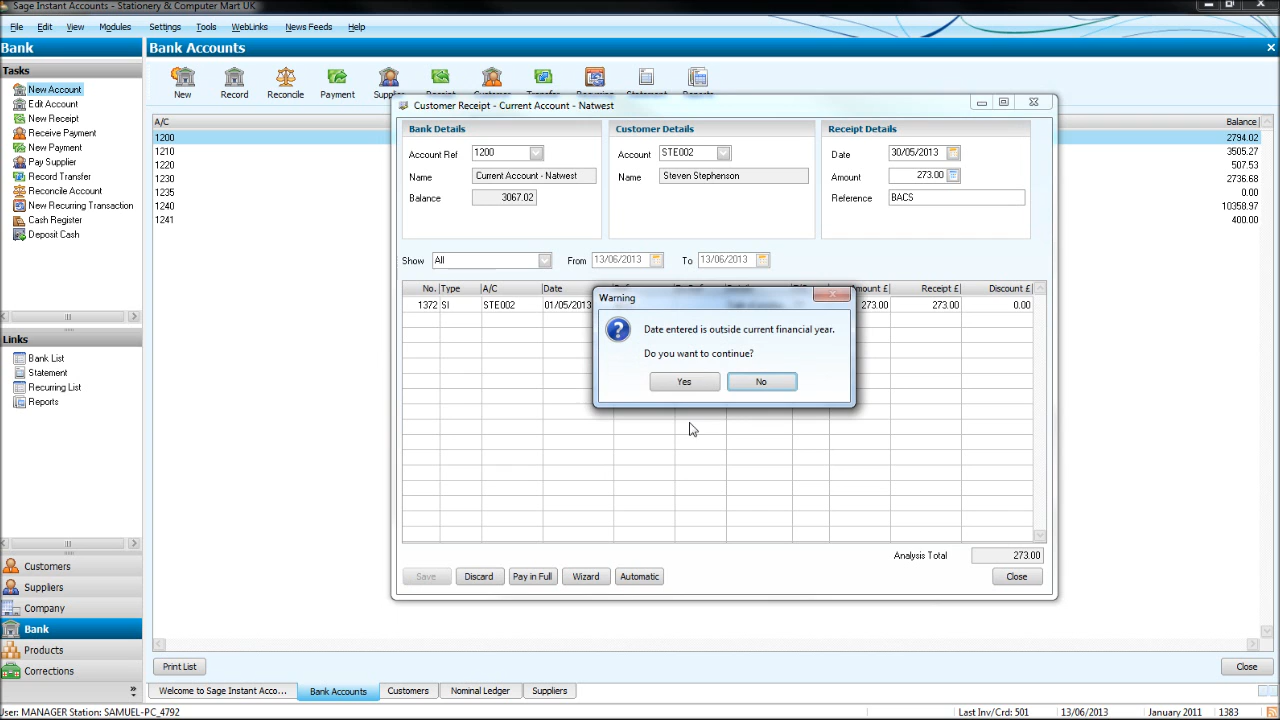 Sage Instant Accounts - Stationery & Computer Mart UK
File Edit View Modules Settings Tools WebLinks News Feeds Help
Bank
Bank Accounts
Tasks
New Account
Edit Account
New Receipt
Receive Payment
New Payment
Pay Supplier
Record Transfer
Reconcile Account
New Recurring Transaction
Cash Register
Deposit Cash
Links
Bank List
Statement
Recurring List
Reports
Customers
Suppliers
Company
Bank
Products
Corrections
New Record Reconcile Payment
A/C Balance
1200 2794.02
1210 3505.27
1220 507.53
1230 2736.68
1235 0.00
1240 10358.97
1241 400.00
Customer Receipt - Current Account - Natwest
Bank Details
Account Ref 1200
Name Current Account - Natwest
Balance 3067.02
Customer Details
Account STE002
Name Steven Stephenson
Receipt Details
Date 30/05/2013
Amount 273.00
Reference BACS
Show All From 13/06/2013 To 13/06/2013
No. Type A/C Date Amount £ Receipt £ Discount £
1372 SI STE002 01/05/2013 273.00 273.00 0.00
Warning
Date entered is outside current financial year.
Do you want to continue?
Yes No
Analysis Total 273.00
Save Discard Pay in Full Wizard Automatic Close
Print List Close
Welcome to Sage Instant Acco... Bank Accounts Customers Nominal Ledger Suppliers
User: MANAGER Station: SAMUEL-PC_4792 Last Inv/Crd: 501 13/06/2013 January 2011 1383